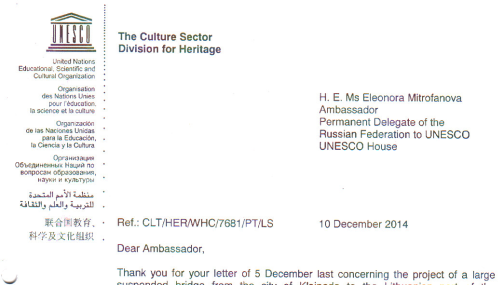 UNESCO
United Nations
Educational, Scientific and
Cultural Organization
Organisation
des Nations Unies
pour l'éducation,
la science et la culture
Organización
de las Naciones Unidas
para la Educación,
la Ciencia y la Cultura
Организация
Объединенных Наций по
вопросам образования,
науки и культуры
منظمة الأمم المتحدة
للتربية والعلم والثقافة
联合国教育、
科学及文化组织
The Culture Sector
Division for Heritage
H. E. Ms Eleonora Mitrofanova
Ambassador
Permanent Delegate of the
Russian Federation to UNESCO
UNESCO House
Ref.: CLT/HER/WHC/7681/PT/LS
10 December 2014
Dear Ambassador,
Thank you for your letter of 5 December last concerning the project of a large
suspended bridge from the city of Klaipeda to the Lithuanian